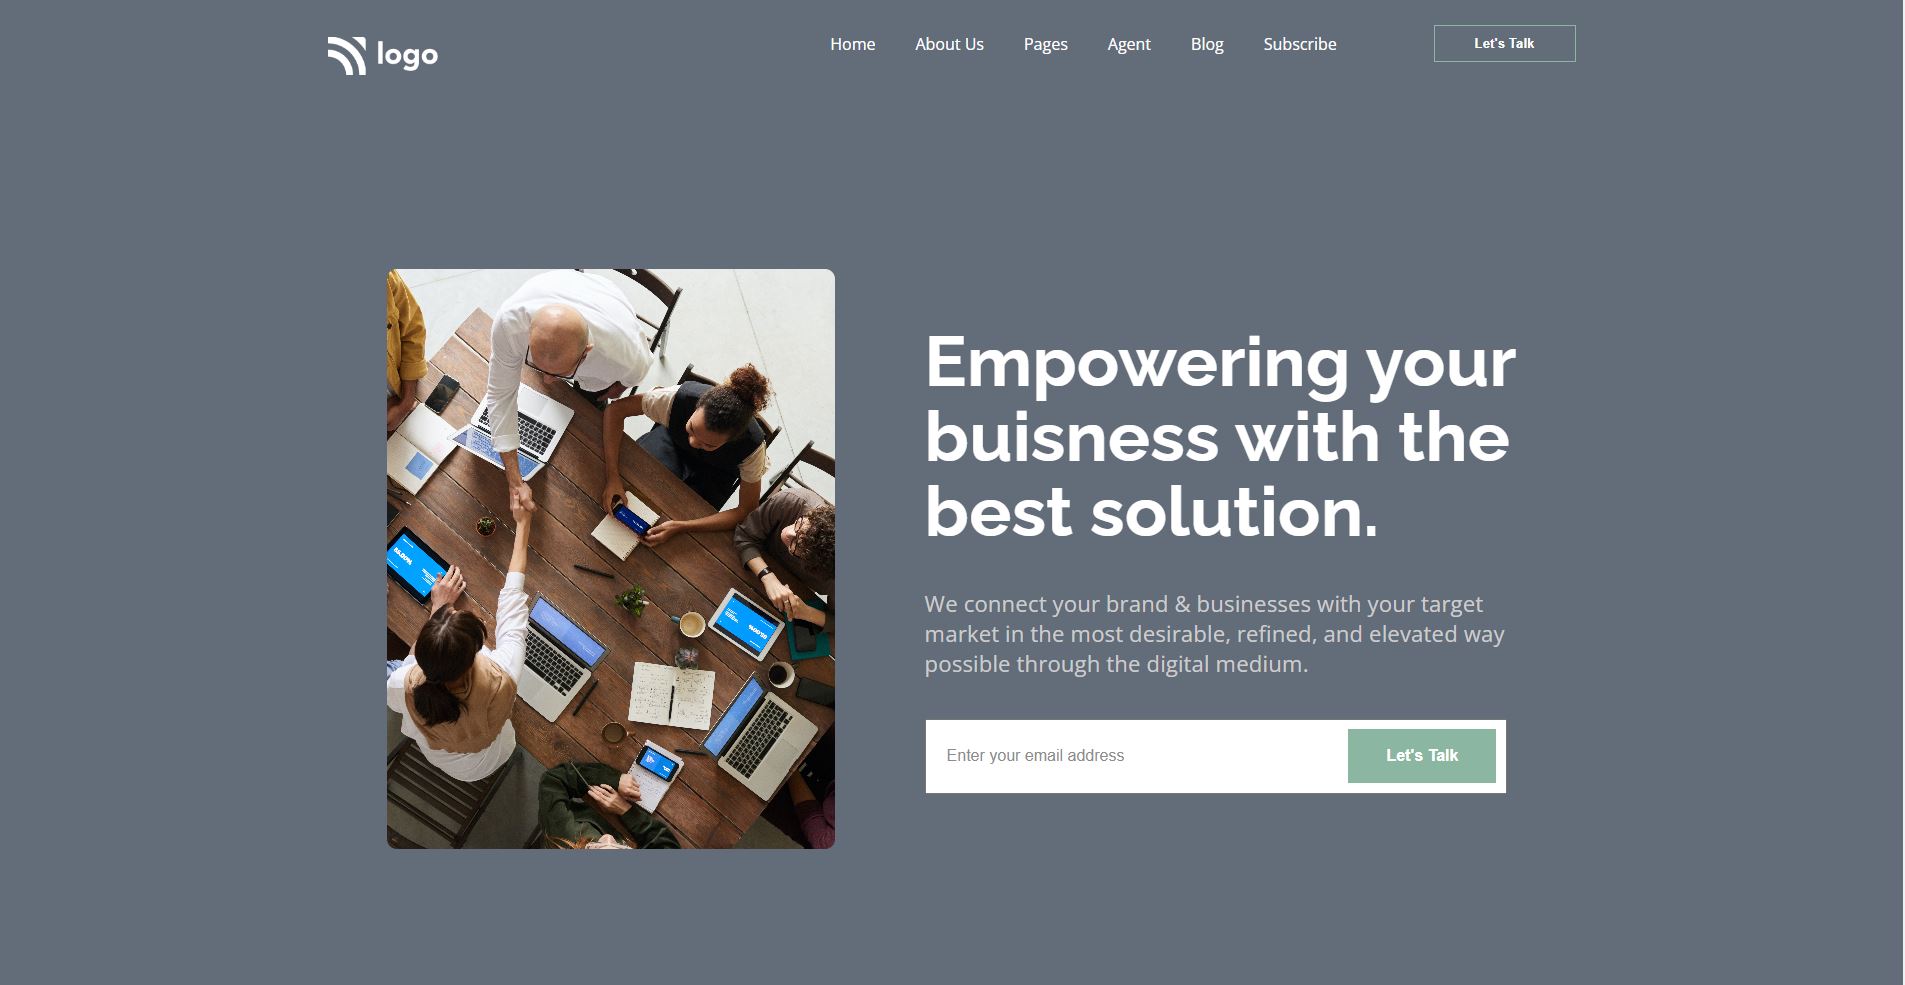 logo
Home About Us Pages Agent Blog Subscribe Let's Talk
Empowering your
buisness with the
best solution.
We connect your brand & businesses with your target
market in the most desirable, refined, and elevated way
possible through the digital medium.
Enter your email address Let's Talk